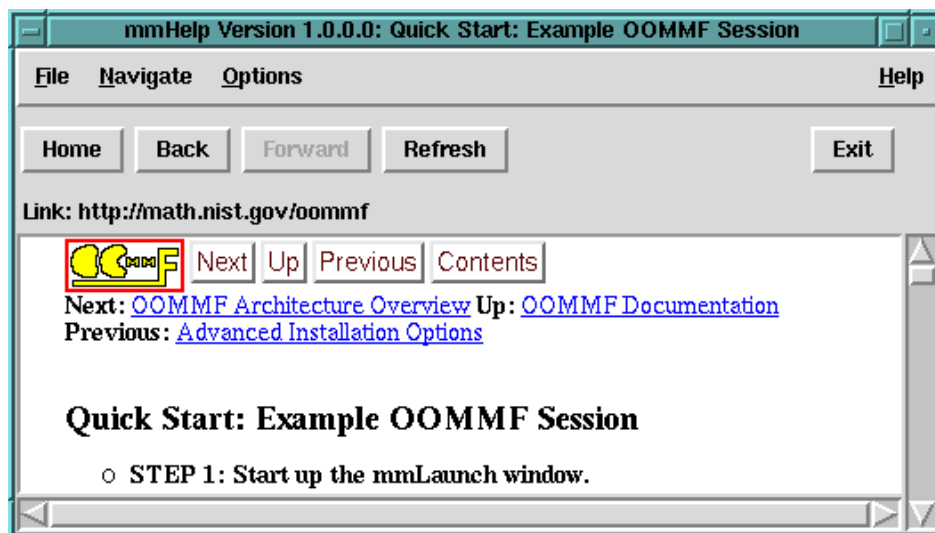 mmHelp Version 1.0.0.0: Quick Start: Example OOMMF Session
File Navigate Options Help
Home Back Forward Refresh Exit
Link: http://math.nist.gov/oommf
OOMMF Next Up Previous Contents
Next: OOMMF Architecture Overview Up: OOMMF Documentation
Previous: Advanced Installation Options
Quick Start: Example OOMMF Session
STEP 1: Start up the mmLaunch window.